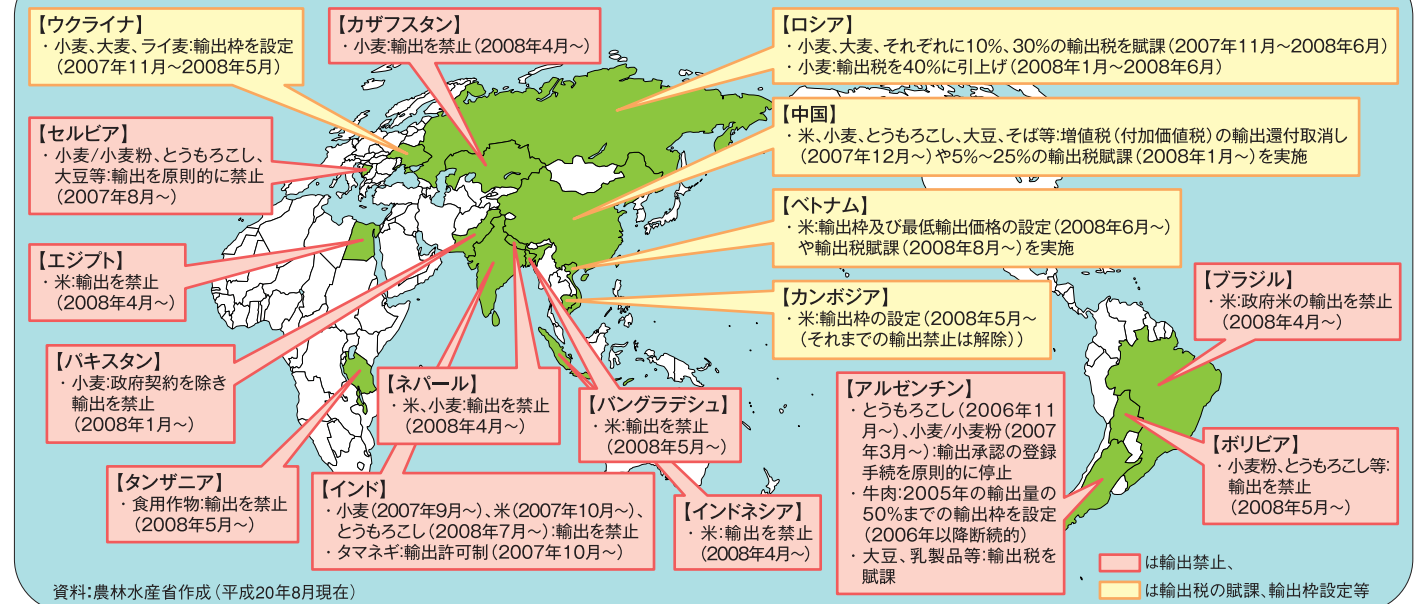 【ウクライナ】
・小麦、大麦、ライ麦:輸出枠を設定
（2007年11月～2008年5月）
【カザフスタン】
・小麦:輸出を禁止（2008年4月～）
【ロシア】
・小麦、大麦、それぞれに10%、30%の輸出税を賦課（2007年11月～2008年6月）
・小麦:輸出税を40%に引上げ（2008年1月～2008年6月）
【セルビア】
・小麦/小麦粉、とうもろこし、
大豆等:輸出を原則的に禁止
（2007年8月～）
【中国】
・米、小麦、とうもろこし、大豆、そば等:増値税（付加価値税）の輸出還付取消し
（2007年12月～）や5%～25%の輸出税賦課（2008年1月～）を実施
【ベトナム】
・米:輸出枠及び最低輸出価格の設定（2008年6月～）
や輸出税賦課（2008年8月～）を実施
【エジプト】
・米:輸出を禁止
（2008年4月～）
【カンボジア】
・米:輸出枠の設定（2008年5月～
（それまでの輸出禁止は解除））
【ブラジル】
・米:政府米の輸出を禁止
（2008年4月～）
【パキスタン】
・小麦:政府契約を除き
輸出を禁止
（2008年1月～）
【ネパール】
・米、小麦:輸出を禁止
（2008年4月～）
【バングラデシュ】
・米:輸出を禁止
（2008年5月～）
【アルゼンチン】
・とうもろこし（2006年11
月～）、小麦/小麦粉（2007
年3月～）:輸出承認の登録
手続を原則的に停止
・牛肉:2005年の輸出量の
50%までの輸出枠を設定
（2006年以降断続的）
・大豆、乳製品等:輸出税を
賦課
【ボリビア】
・小麦粉、とうもろこし等:
輸出を禁止
（2008年5月～）
【タンザニア】
・食用作物:輸出を禁止
（2008年5月～）
【インド】
・小麦（2007年9月～）、米（2007年10月～）、
とうもろこし（2008年7月～）:輸出を禁止
・タマネギ:輸出許可制（2007年10月～）
【インドネシア】
・米:輸出を禁止
（2008年4月～）
は輸出禁止、
は輸出税の賦課、輸出枠設定等
資料:農林水産省作成（平成20年8月現在）